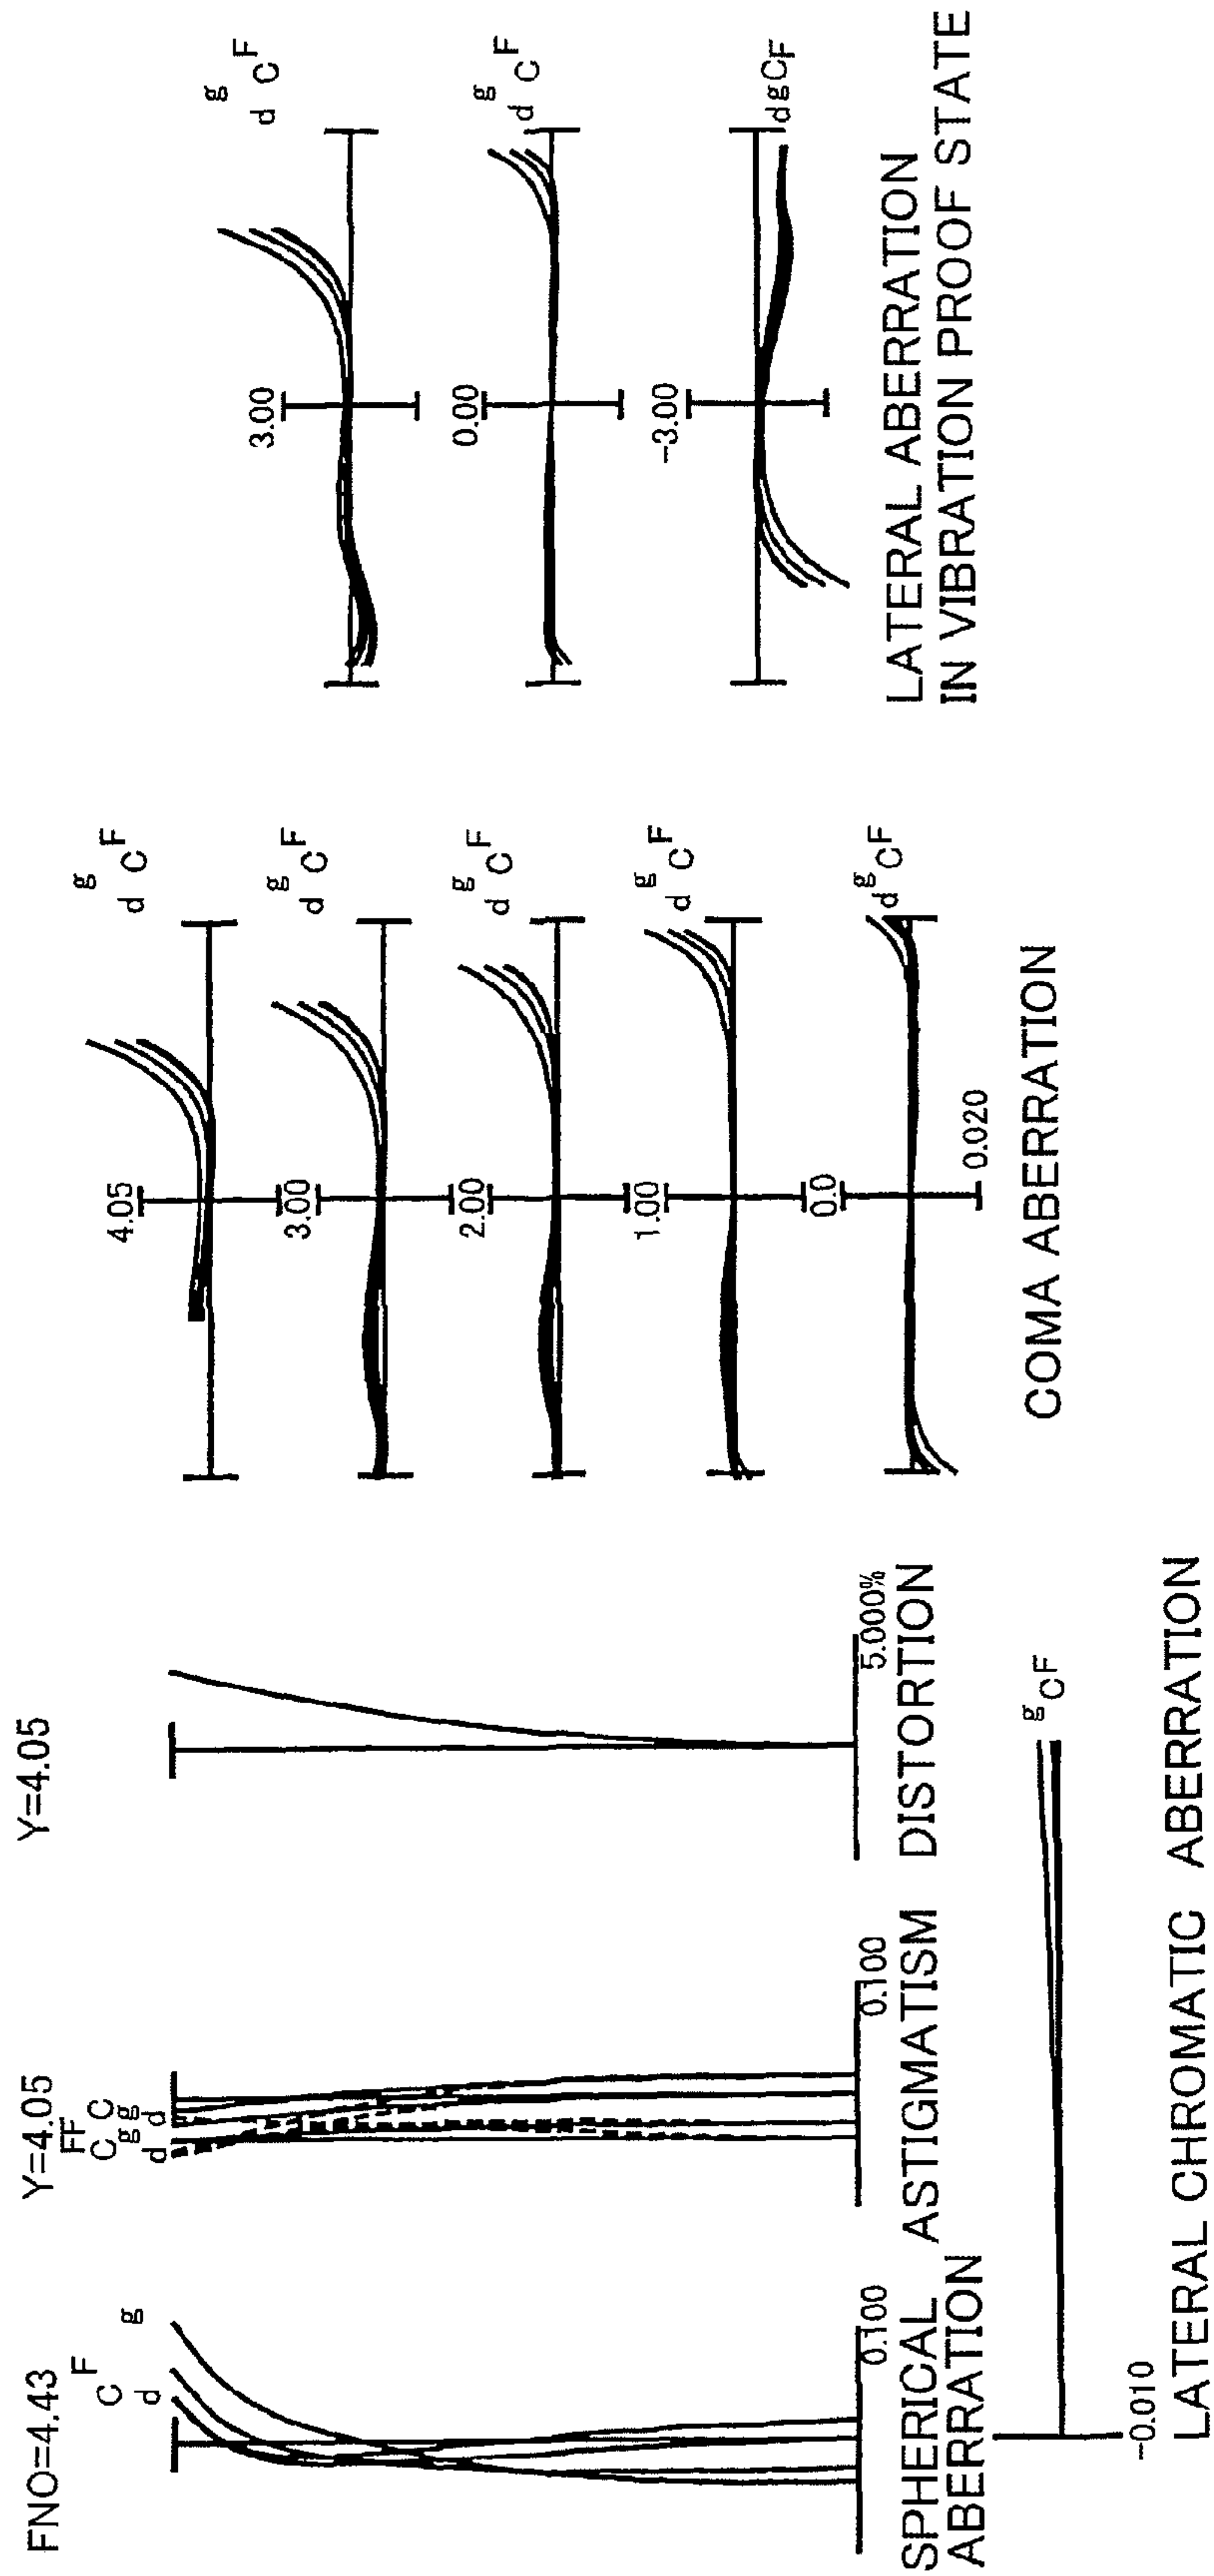 FNO=4.43
C F
d g
0.100
SPHERICAL
ABERRATION
Y=4.05
FF
C g g C
d d
0.100
ASTIGMATISM
Y=4.05
5.000%
DISTORTION
g C F
-0.010
LATERAL CHROMATIC ABERRATION
4.05
g
d C F
3.00
g
d C F
2.00
g
d C F
1.00
g
d C F
0.0
d g C F
0.020
COMA ABERRATION
3.00
g
d C F
0.00
g
d C F
-3.00
d g C F
LATERAL ABERRATION
IN VIBRATION PROOF STATE